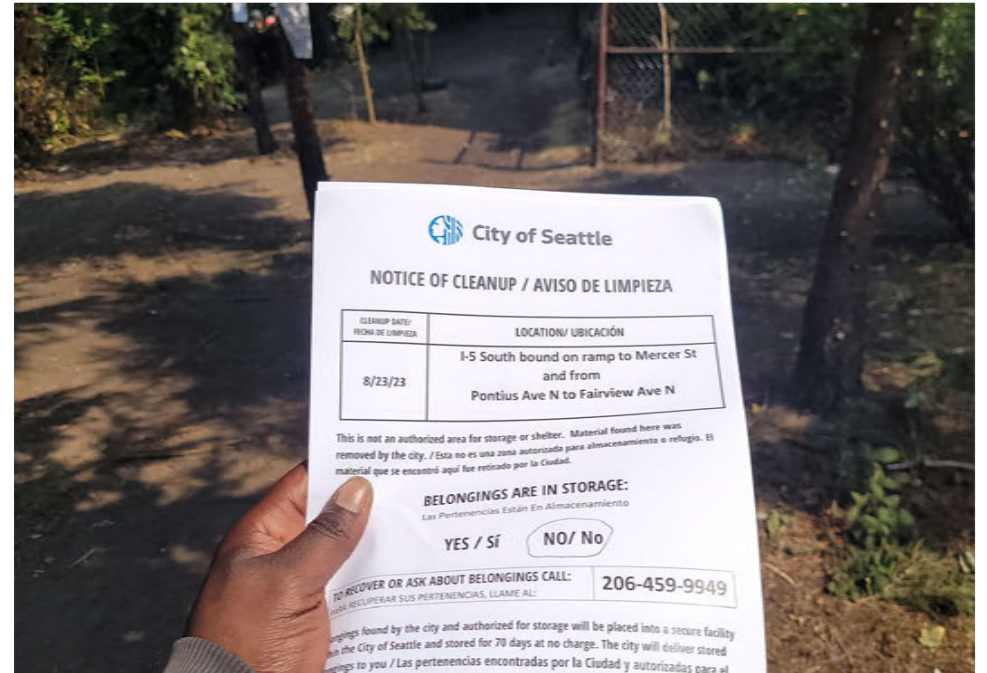 City of Seattle
NOTICE OF CLEANUP / AVISO DE LIMPIEZA
CLEANUP DATE/
FECHA DE LIMPIEZA
LOCATION/ UBICACIÓN
8/23/23
I-5 South bound on ramp to Mercer St
and from
Pontius Ave N to Fairview Ave N
This is not an authorized area for storage or shelter. Material found here was
removed by the city. / Esta no es una zona autorizada para almacenamiento o refugio. El
material que se encontró aquí fue retirado por la Ciudad.
BELONGINGS ARE IN STORAGE:
Las Pertenencias Están En Almacenamiento
YES / Sí NO/ No
TO RECOVER OR ASK ABOUT BELONGINGS CALL:
PARA RECUPERAR SUS PERTENENCIAS, LLAME AL:
206-459-9949
found by the city and authorized for storage will be placed into a secure facility
the City of Seattle and stored for 70 days at no charge. The city will deliver stored
to you / Las pertenencias encontradas por la Ciudad y autorizadas para el